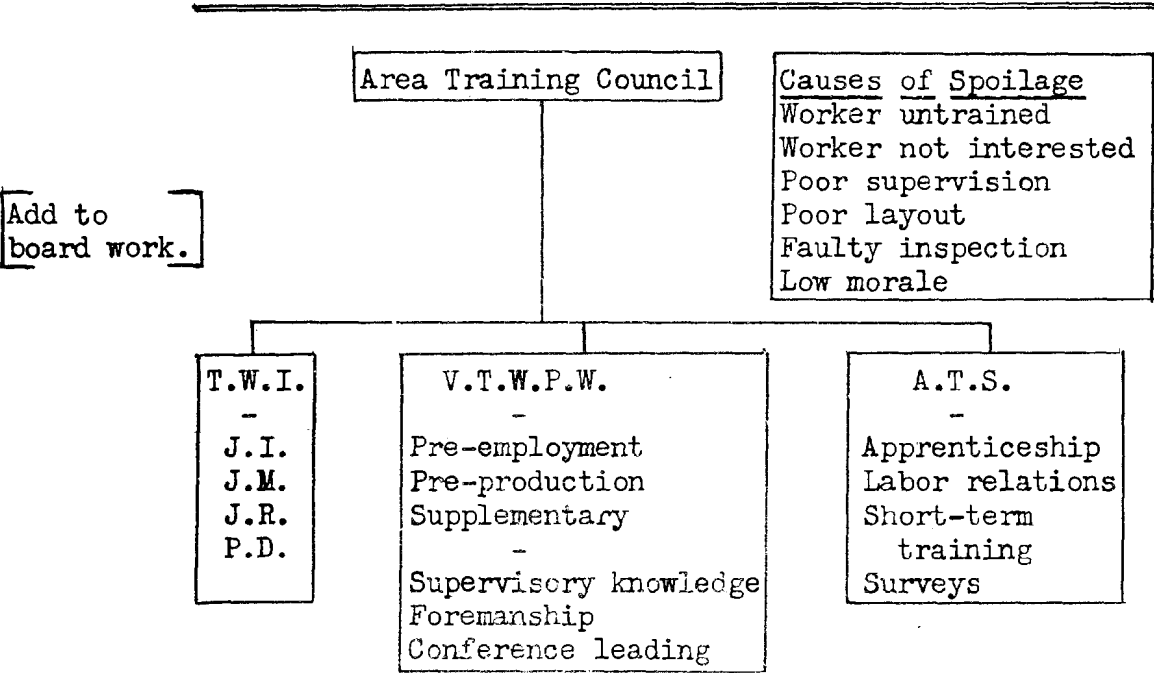 Area Training Council
Causes of Spoilage
Worker untrained
Worker not interested
Poor supervision
Poor layout
Faulty inspection
Low morale
Add to
board work.
T.W.I.
-
J.I.
J.M.
J.R.
P.D.
V.T.W.P.W.
-
Pre-employment
Pre-production
Supplementary
-
Supervisory knowledge
Foremanship
Conference leading
A.T.S.
-
Apprenticeship
Labor relations
Short-term
training
Surveys